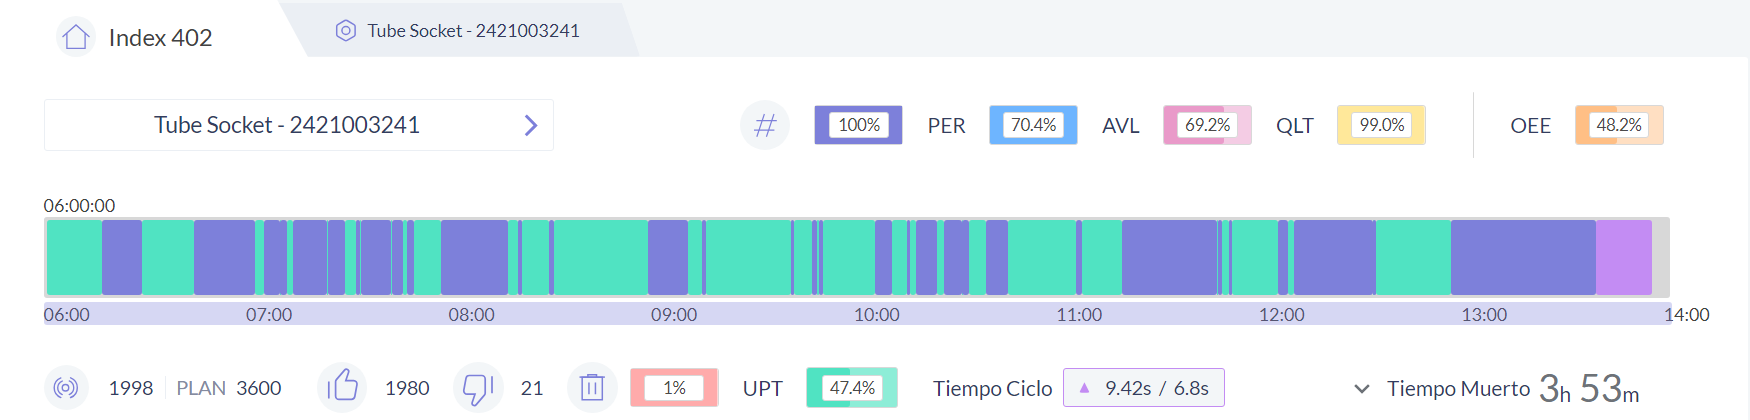 Index 402
Tube Socket - 2421003241
Tube Socket - 2421003241
# 100% PER 70.4% AVL 69.2% QLT 99.0% OEE 48.2%
06:00:00
06:00 07:00 08:00 09:00 10:00 11:00 12:00 13:00 14:00
1998 PLAN 3600 1980 21 1% UPT 47.4% Tiempo Ciclo ▲ 9.42s / 6.8s Tiempo Muerto 3h 53m